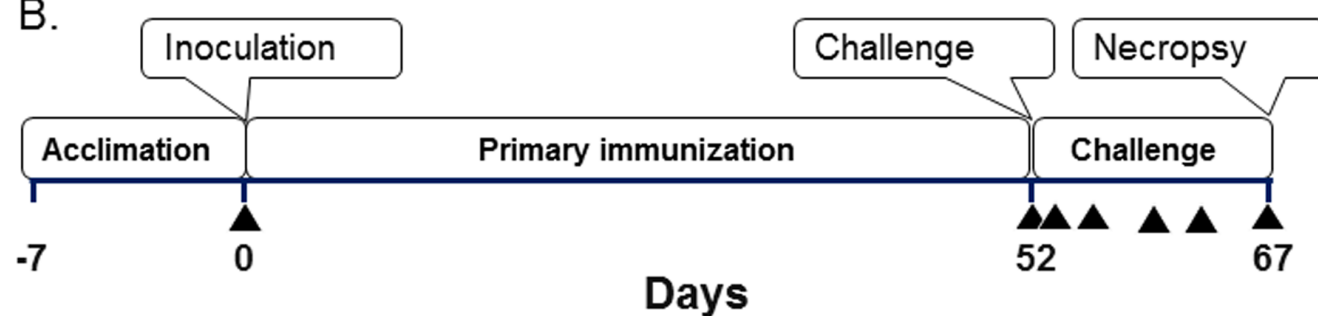 B.
Inoculation
Challenge
Necropsy
Acclimation
Primary immunization
Challenge
-7
0
52
67
Days